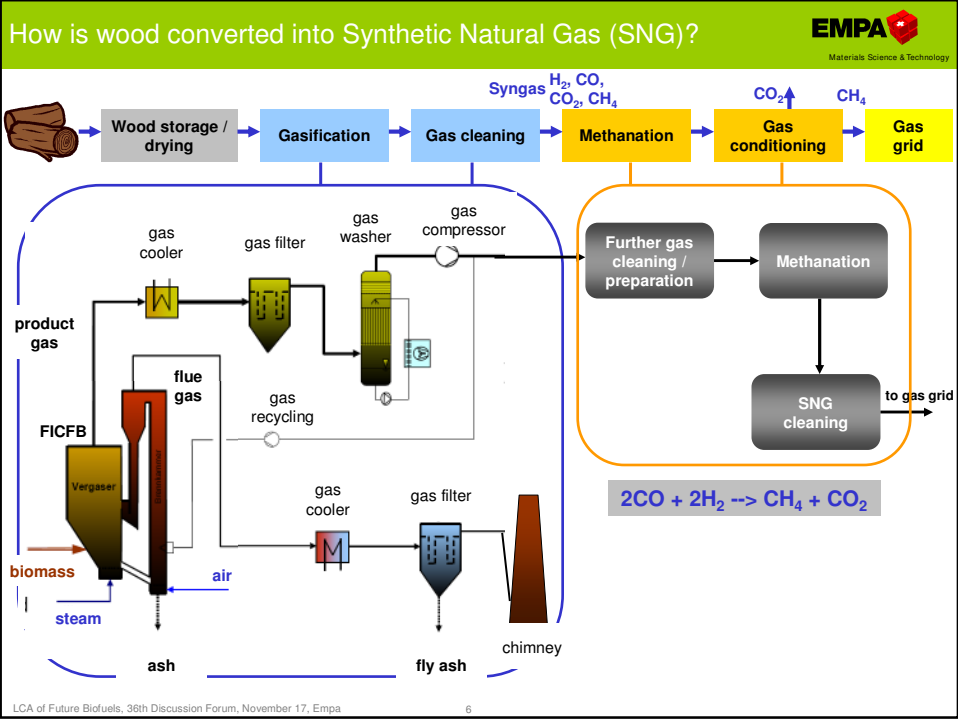 How is wood converted into Synthetic Natural Gas (SNG)?
EMPA
Materials Science & Technology
Syngas
H₂, CO,
CO₂, CH₄
CO₂
CH₄
Wood storage /
drying
Gasification
Gas cleaning
Methanation
Gas
conditioning
Gas
grid
gas
cooler
gas filter
gas
washer
gas
compressor
Further gas
cleaning /
preparation
Methanation
product
gas
flue
gas
gas
recycling
SNG
cleaning
to gas grid
FICFB
Vergaser
Brennkammer
gas
cooler
gas filter
2CO + 2H₂ --> CH₄ + CO₂
biomass
air
steam
chimney
ash
fly ash
LCA of Future Biofuels, 36th Discussion Forum, November 17, Empa
6